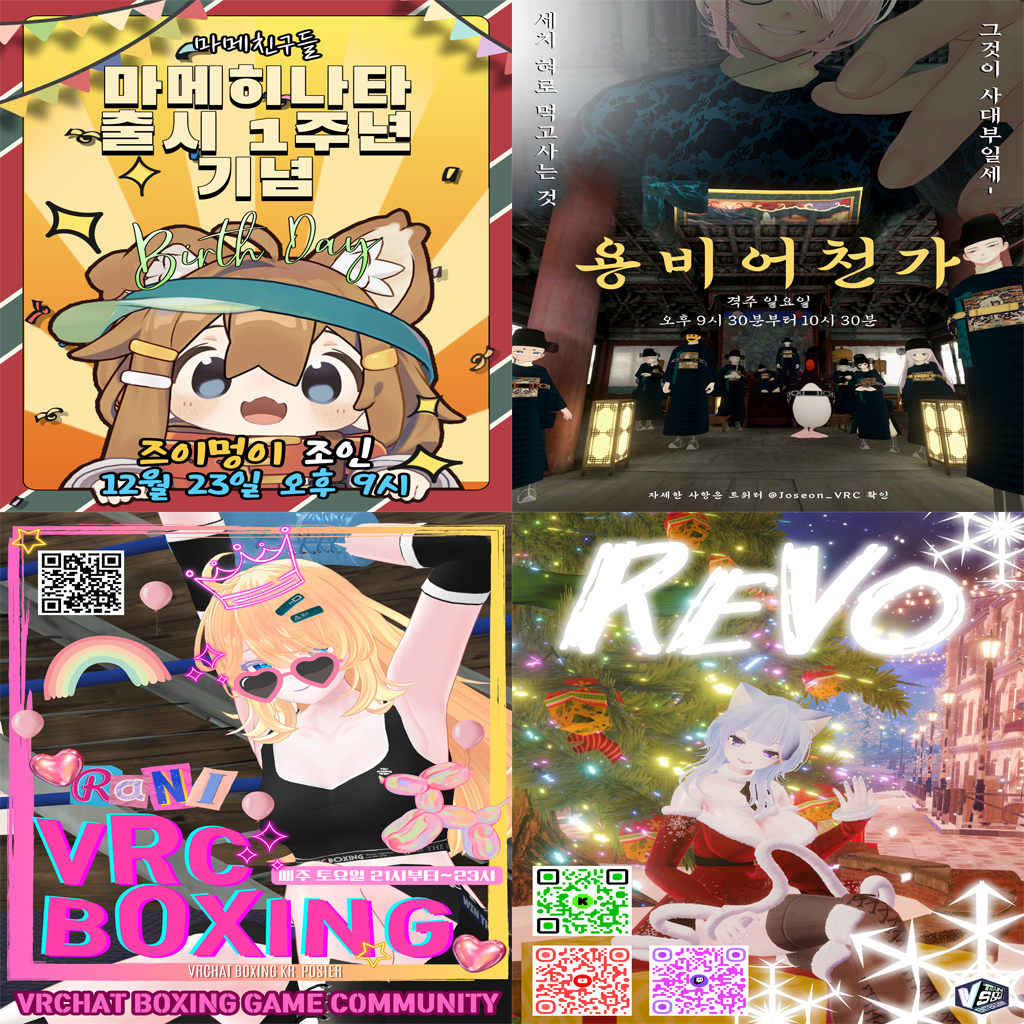 마메친구들
마메히나타
출시 1주년
기념
Birth Day
즈이멍이 조인
12월 23일 오후 9시
세치 혀로 먹고사는 것
그것이 사대부일세-
용비어천가
격주 일요일
오후 9시 30분부터 10시 30분
자세한 사항은 트위터 @Joseon_VRC 확인
RaNI
VRC
매주 토요일 21시부터~23시
BOXING
VRCHAT BOXING KR POSTER
VRCHAT BOXING GAME COMMUNITY
REVO